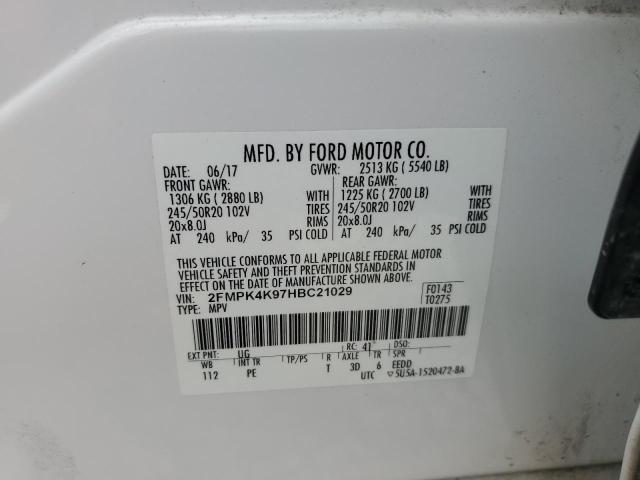 MFD. BY FORD MOTOR CO.
DATE: 06/17 GVWR: 2513 KG ( 5540 LB)
FRONT GAWR: REAR GAWR:
1306 KG ( 2880 LB) WITH 1225 KG ( 2700 LB) WITH
245/50R20 102V TIRES 245/50R20 102V TIRES
20x8.0J RIMS 20x8.0J RIMS
AT 240 kPa/ 35 PSI COLD AT 240 kPa/ 35 PSI COLD
THIS VEHICLE CONFORMS TO ALL APPLICABLE FEDERAL MOTOR
VEHICLE SAFETY AND THEFT PREVENTION STANDARDS IN
EFFECT ON THE DATE OF MANUFACTURE SHOWN ABOVE.
VIN: 2FMPK4K97HBC21029 F0143
TYPE: MPV T0275
EXT PNT: UG RC: 41 DSO:
WB INT TR TP/PS R AXLE TR SPR
112 PE T 3D 6 EEDD
UTC ▽5U5A-1520472-BA